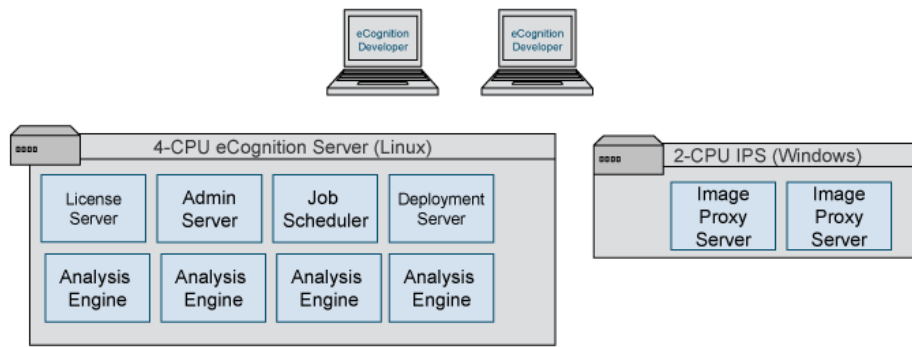 eCognition
Developer
eCognition
Developer
4-CPU eCognition Server (Linux)
License
Server
Admin
Server
Job
Scheduler
Deployment
Server
Analysis
Engine
Analysis
Engine
Analysis
Engine
Analysis
Engine
2-CPU IPS (Windows)
Image
Proxy
Server
Image
Proxy
Server